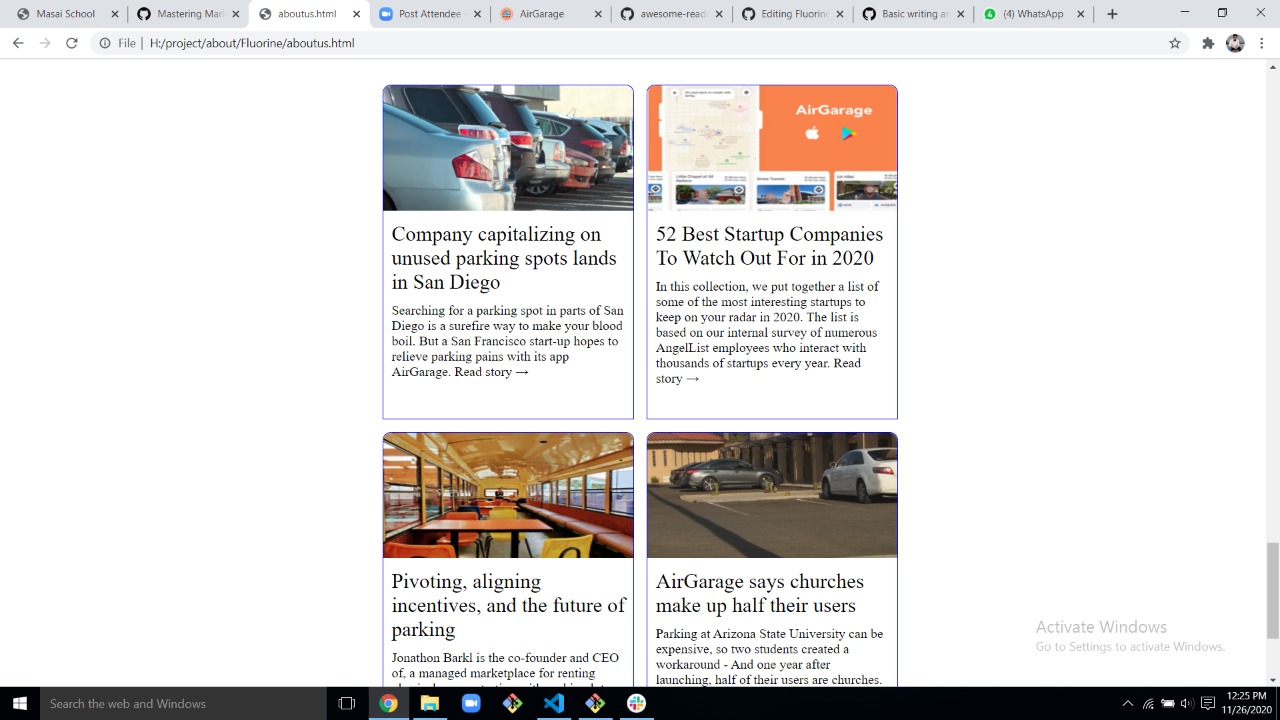 Masai School
Mastering Mark
aboutus.html
Post Attendee
AirGarage
awesome-read
Editing Fluorine
Basic writing an
(4) WhatsApp
File | H:/project/about/Fluorine/aboutus.html
AirGarage
Company capitalizing on
unused parking spots lands
in San Diego
Searching for a parking spot in parts of San
Diego is a surefire way to make your blood
boil. But a San Francisco start-up hopes to
relieve parking pains with its app
AirGarage. Read story →
52 Best Startup Companies
To Watch Out For in 2020
In this collection, we put together a list of
some of the most interesting startups to
keep on your radar in 2020. The list is
based on our internal survey of numerous
AngelList employees who interact with
thousands of startups every year. Read
story →
Pivoting, aligning
incentives, and the future of
parking
Jonathon Barkl is the co-founder and CEO
of, a managed marketplace for renting
AirGarage says churches
make up half their users
Parking at Arizona State University can be
expensive, so two students created a
workaround - And one year after
launching, half of their users are churches.
Activate Windows
Go to Settings to activate Windows.
Search the web and Windows
12:25 PM
11/26/2020